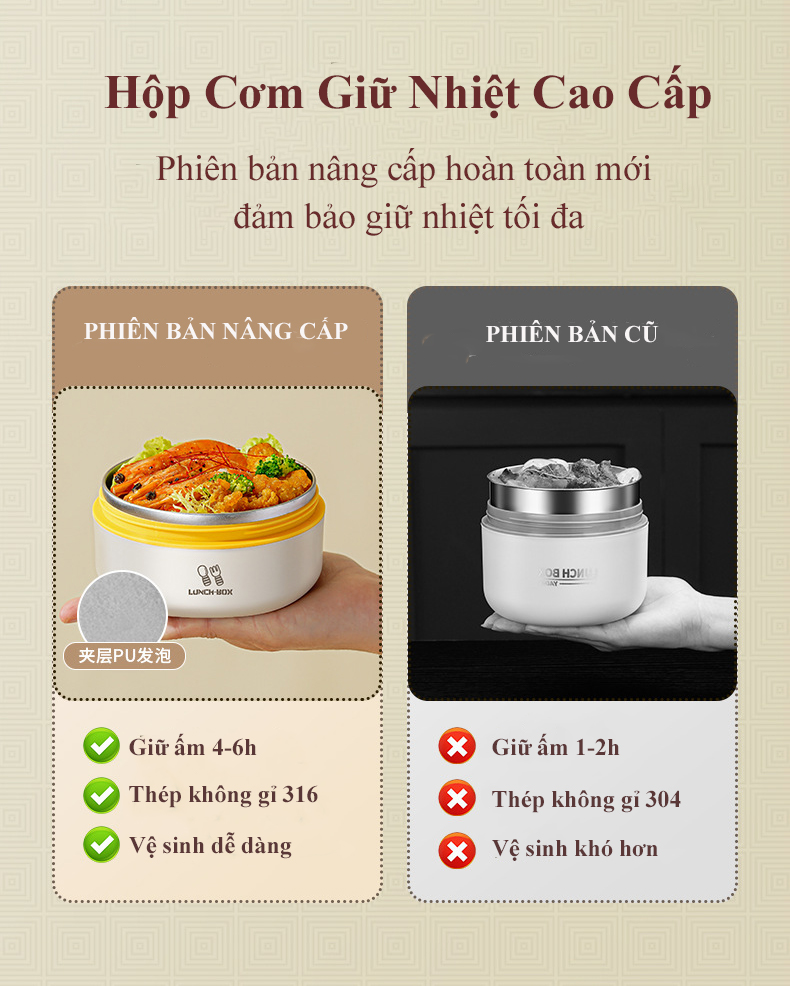 Hộp Cơm Giữ Nhiệt Cao Cấp
Phiên bản nâng cấp hoàn toàn mới
đảm bảo giữ nhiệt tối đa
PHIÊN BẢN NÂNG CẤP
LUNCH-BOX
夹层PU发泡
Giữ ấm 4-6h
Thép không gỉ 316
Vệ sinh dễ dàng
PHIÊN BẢN CŨ
LUNCH BO
Giữ ấm 1-2h
Thép không gỉ 304
Vệ sinh khó hơn